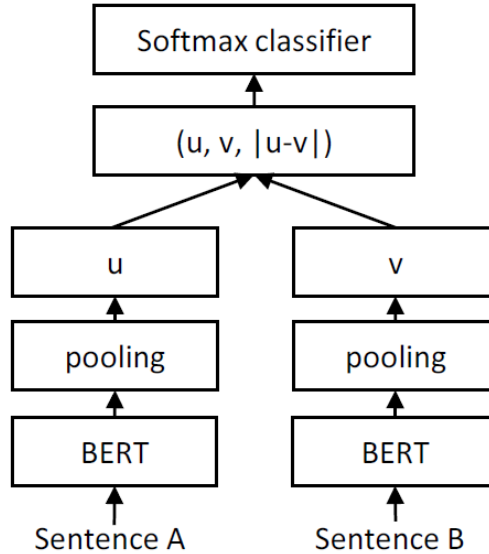 Softmax classifier
(u, v, |u-v|)
u
v
pooling
pooling
BERT
BERT
Sentence A
Sentence B